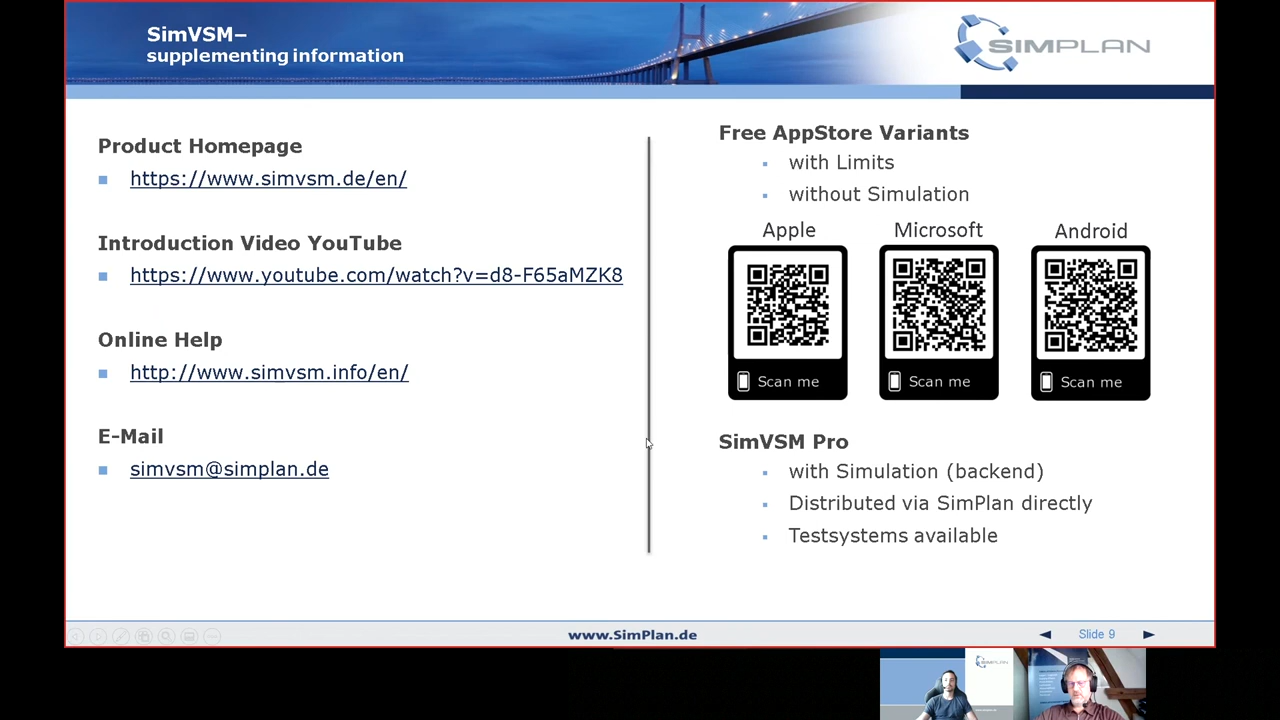 SimVSM–
supplementing information
SIMPLAN
Product Homepage
https://www.simvsm.de/en/
Introduction Video YouTube
https://www.youtube.com/watch?v=d8-F65aMZK8
Online Help
http://www.simvsm.info/en/
E-Mail
simvsm@simplan.de
Free AppStore Variants
with Limits
without Simulation
Apple Microsoft Android
Scan me Scan me Scan me
SimVSM Pro
with Simulation (backend)
Distributed via SimPlan directly
Testsystems available
www.SimPlan.de
Slide 9
SIMPLAN